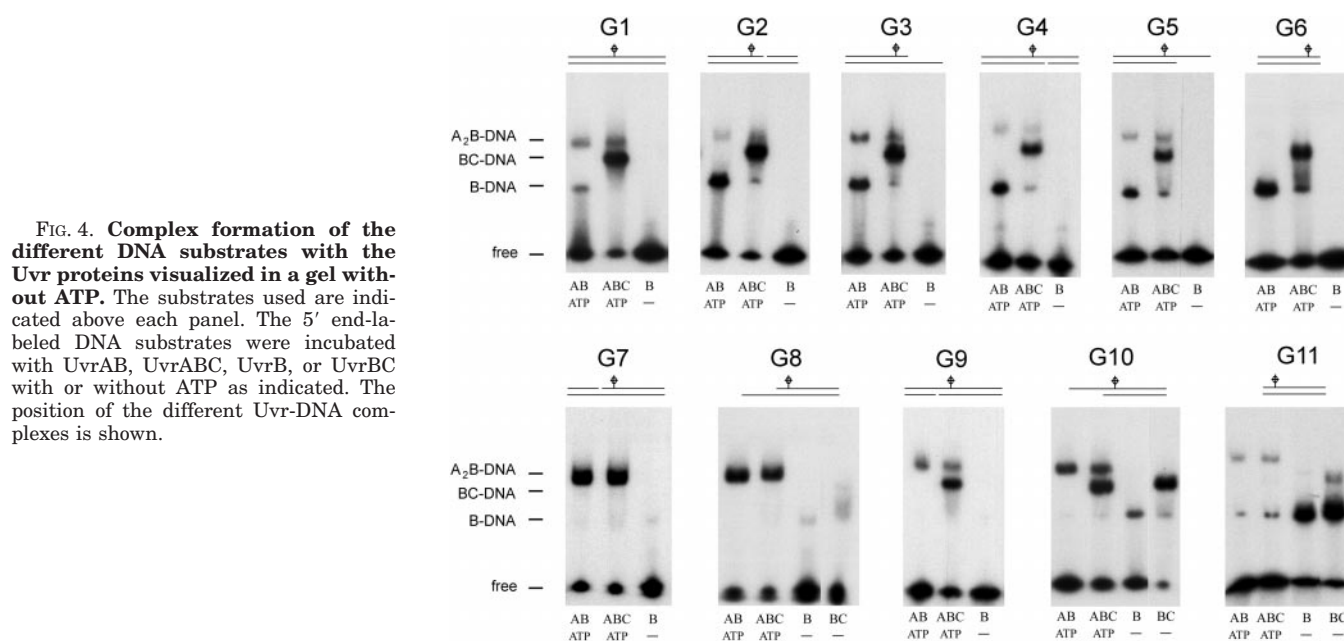 FIG. 4. Complex formation of the
different DNA substrates with the
Uvr proteins visualized in a gel with-
out ATP. The substrates used are indi-
cated above each panel. The 5′ end-la-
beled DNA substrates were incubated
with UvrAB, UvrABC, UvrB, or UvrBC
with or without ATP as indicated. The
position of the different Uvr-DNA com-
plexes is shown.
G1 G2 G3 G4 G5 G6
A₂B-DNA –
BC-DNA –
B-DNA –
free –
AB ABC B AB ABC B AB ABC B AB ABC B AB ABC B AB ABC B
ATP ATP – ATP ATP – ATP ATP – ATP ATP – ATP ATP – ATP ATP –
G7 G8 G9 G10 G11
A₂B-DNA –
BC-DNA –
B-DNA –
free –
AB ABC B AB ABC B BC AB ABC B AB ABC B BC AB ABC B BC
ATP ATP – ATP ATP – – ATP ATP – ATP ATP – – ATP ATP – –